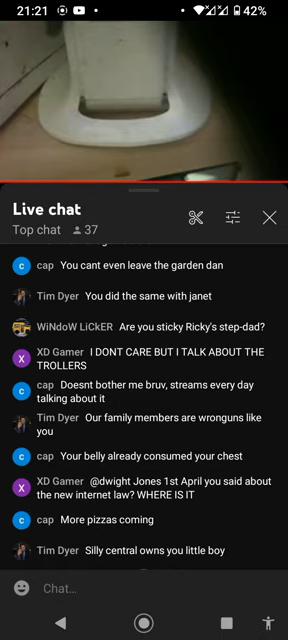 21:21
42%
Live chat
Top chat 37
cap You cant even leave the garden dan
Tim Dyer You did the same with janet
WiNdoW LiCkER Are you sticky Ricky's step-dad?
XD Gamer I DONT CARE BUT I TALK ABOUT THE
TROLLERS
cap Doesnt bother me bruv, streams every day
talking about it
Tim Dyer Our family members are wronguns like
you
cap Your belly already consumed your chest
XD Gamer @dwight Jones 1st April you said about
the new internet law? WHERE IS IT
cap More pizzas coming
Tim Dyer Silly central owns you little boy
Chat...